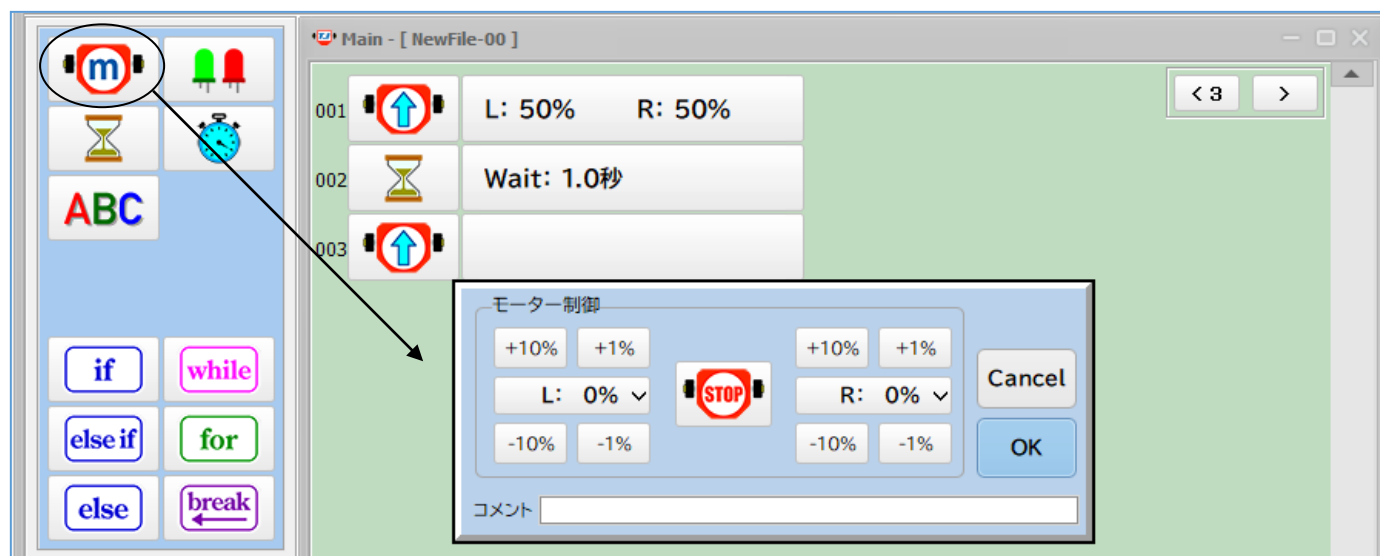 m
ABC
if
while
else if
for
else
break
Main - [ NewFile-00 ]
< 3
>
001
L: 50% R: 50%
002
Wait: 1.0秒
003
モーター制御
+10% +1%
+10% +1%
L: 0%
STOP
R: 0%
-10% -1%
-10% -1%
Cancel
OK
コメント